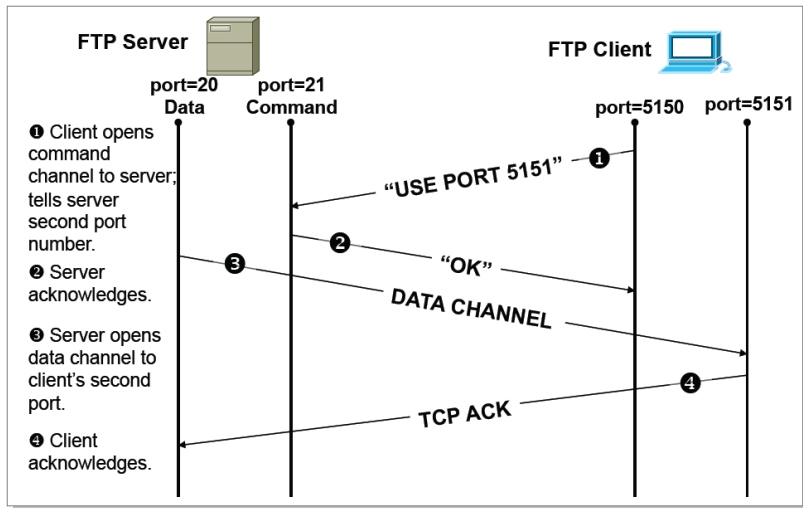 FTP Server
FTP Client
port=20
Data
port=21
Command
port=5150
port=5151
❶ Client opens
command
channel to server;
tells server
second port
number.
❷ Server
acknowledges.
❸ Server opens
data channel to
client's second
port.
❹ Client
acknowledges.
“USE PORT 5151”
❶
❷
“OK”
❸
DATA CHANNEL
❹
TCP ACK